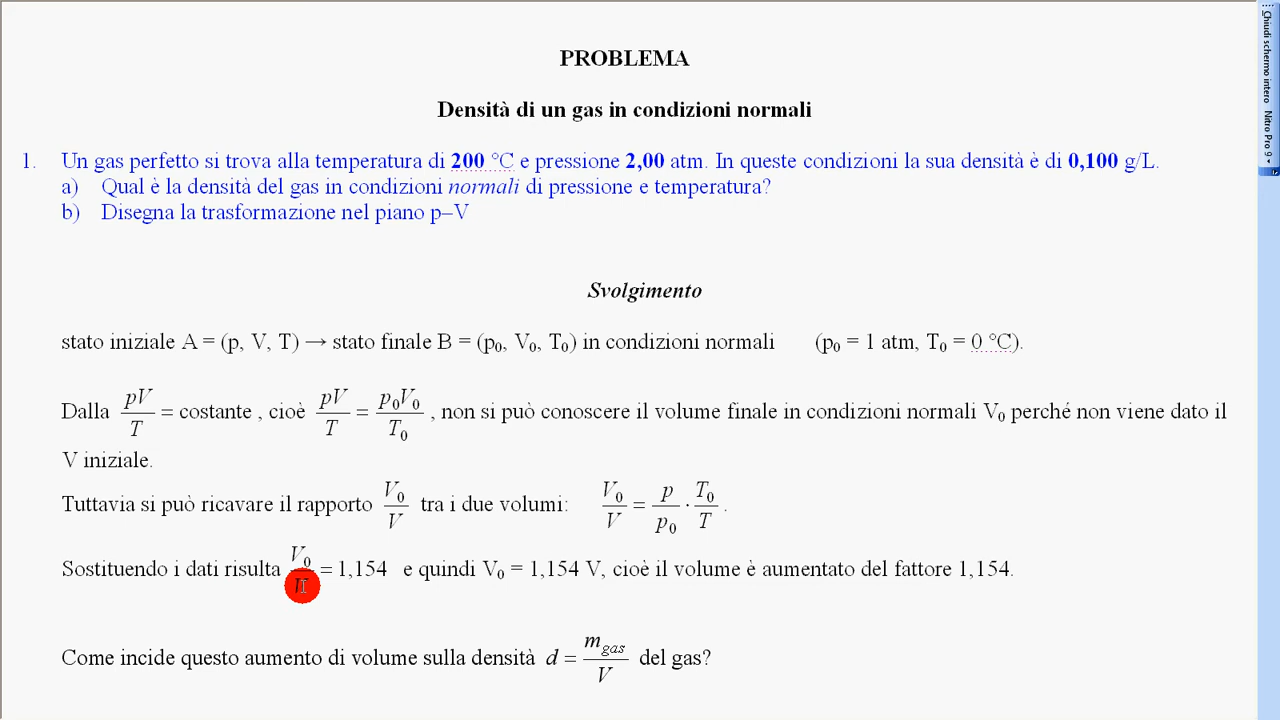 PROBLEMA
Densità di un gas in condizioni normali
1. Un gas perfetto si trova alla temperatura di 200 °C e pressione 2,00 atm. In queste condizioni la sua densità è di 0,100 g/L.
a) Qual è la densità del gas in condizioni normali di pressione e temperatura?
b) Disegna la trasformazione nel piano p–V
Svolgimento
stato iniziale A = (p, V, T) → stato finale B = (p₀, V₀, T₀) in condizioni normali (p₀ = 1 atm, T₀ = 0 °C).
Dalla pV/T = costante , cioè pV/T = p₀V₀/T₀ , non si può conoscere il volume finale in condizioni normali V₀ perché non viene dato il
V iniziale.
Tuttavia si può ricavare il rapporto V₀/V tra i due volumi: V₀/V = p/p₀ · T₀/T .
Sostituendo i dati risulta V₀/V = 1,154 e quindi V₀ = 1,154 V, cioè il volume è aumentato del fattore 1,154.
Come incide questo aumento di volume sulla densità d = m_gas/V del gas?
Chiudi schermo intero Nitro Pro 9